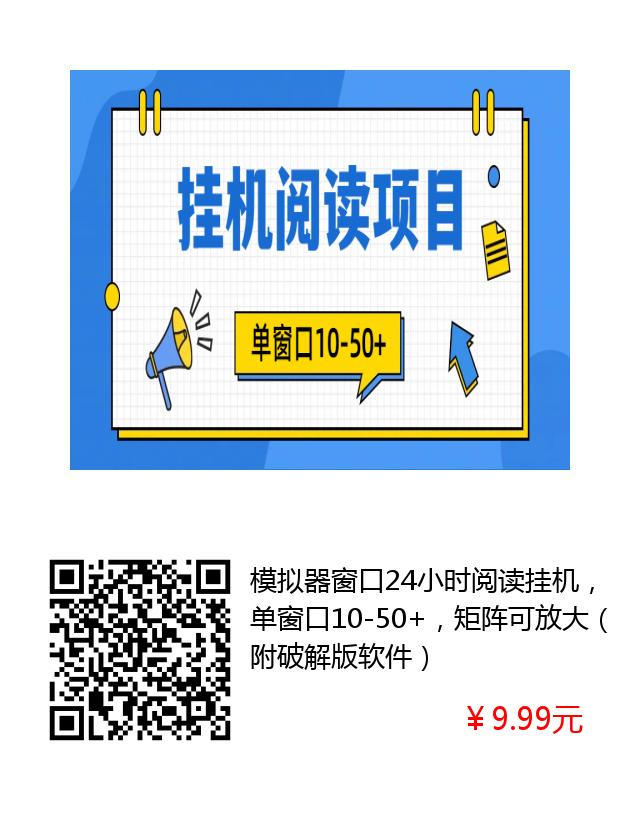 挂机阅读项目
单窗口10-50+
模拟器窗口24小时阅读挂机，
单窗口10-50+，矩阵可放大（
附破解版软件）
￥9.99元